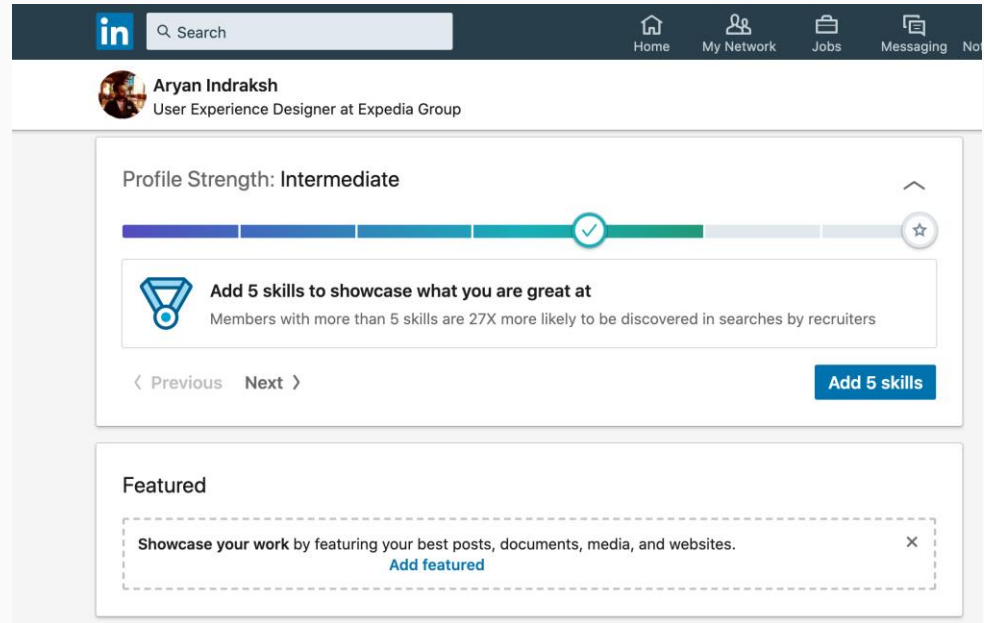 in
Search
Home
My Network
Jobs
Messaging
Not
Aryan Indraksh
User Experience Designer at Expedia Group
Profile Strength: Intermediate
Add 5 skills to showcase what you are great at
Members with more than 5 skills are 27X more likely to be discovered in searches by recruiters
Previous
Next
Add 5 skills
Featured
Showcase your work by featuring your best posts, documents, media, and websites.
Add featured